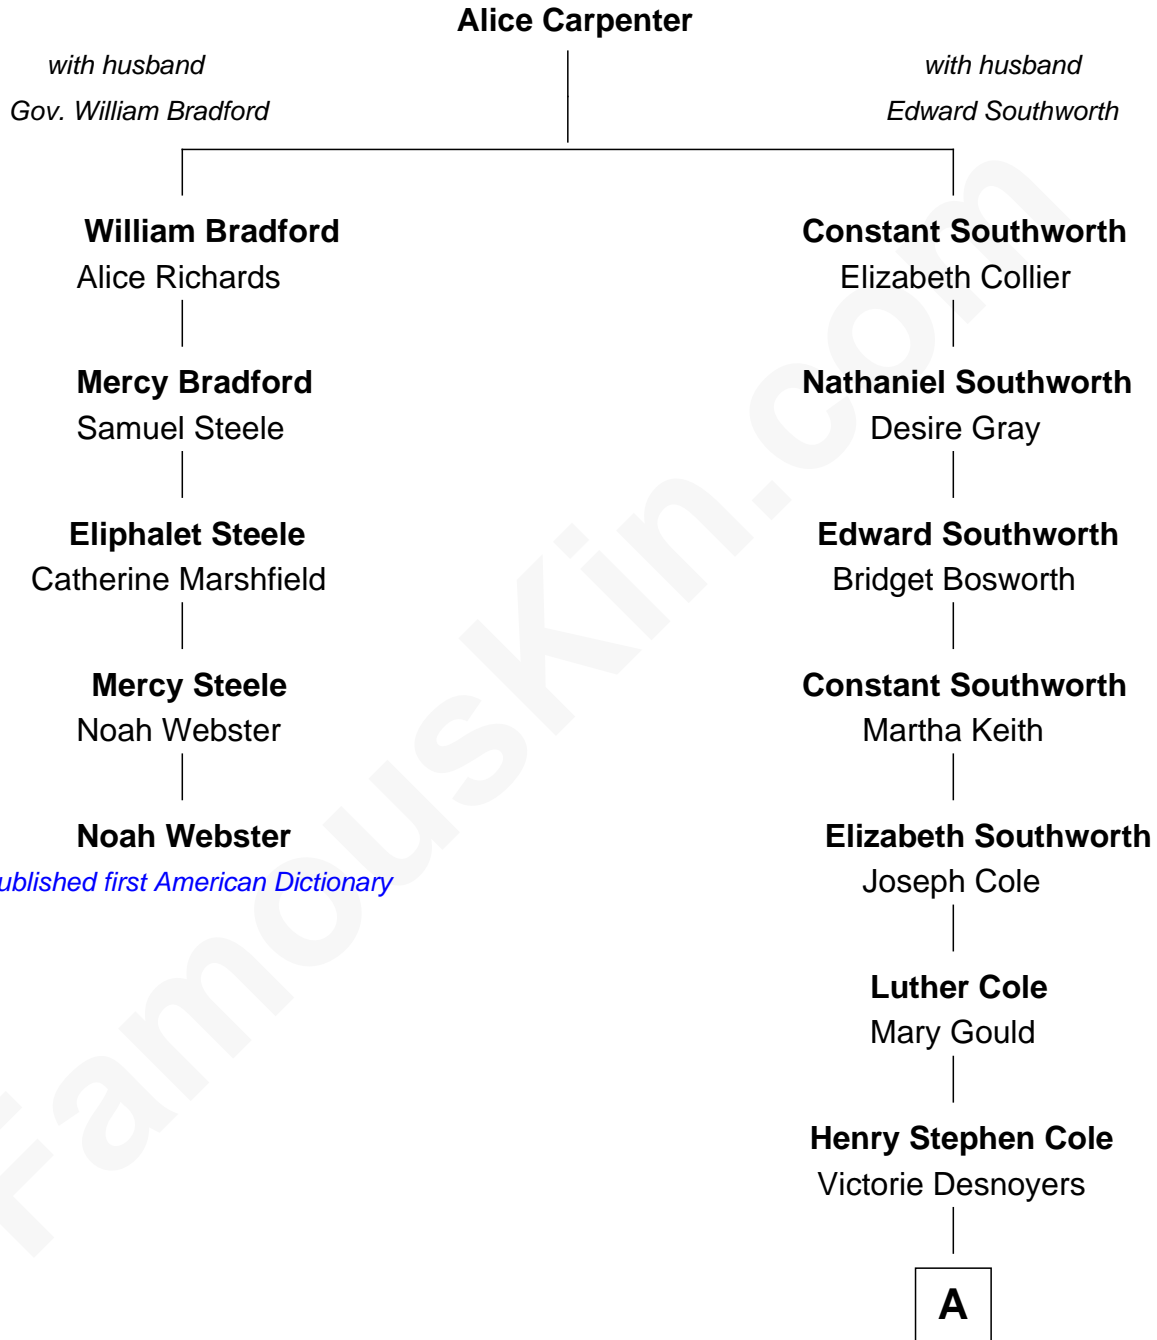 Alice Carpenter
with husband
Gov. William Bradford
with husband
Edward Southworth
William Bradford
Alice Richards
Mercy Bradford
Samuel Steele
Eliphalet Steele
Catherine Marshfield
Mercy Steele
Noah Webster
Noah Webster
ublished first American Dictionary
Constant Southworth
Elizabeth Collier
Nathaniel Southworth
Desire Gray
Edward Southworth
Bridget Bosworth
Constant Southworth
Martha Keith
Elizabeth Southworth
Joseph Cole
Luther Cole
Mary Gould
Henry Stephen Cole
Victorie Desnoyers
A
FamousKin.com